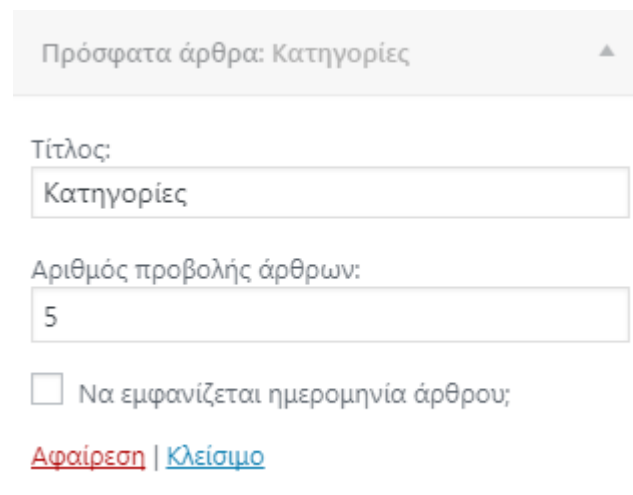 Πρόσφατα άρθρα: Κατηγορίες
Τίτλος:
Κατηγορίες
Αριθμός προβολής άρθρων:
5
Να εμφανίζεται ημερομηνία άρθρου;
Αφαίρεση | Κλείσιμο